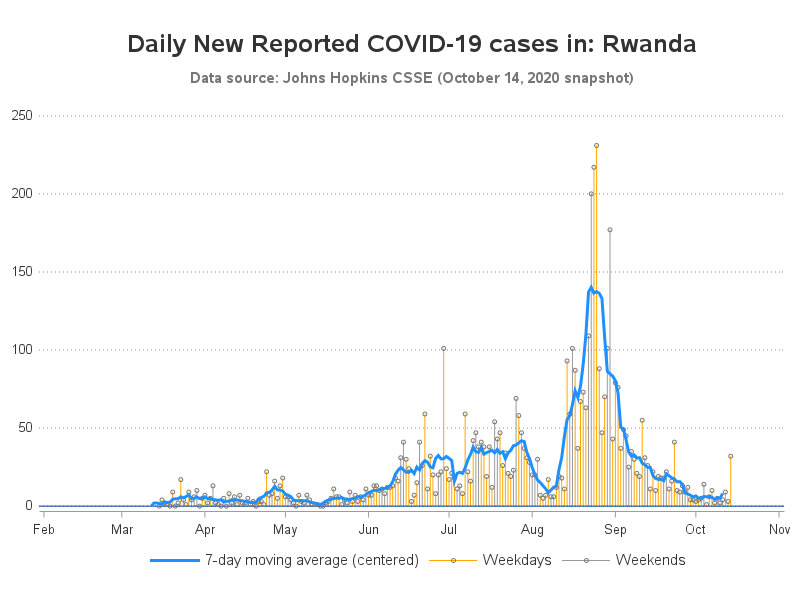 Daily New Reported COVID-19 cases in: Rwanda
Data source: Johns Hopkins CSSE (October 14, 2020 snapshot)
250
200
150
100
50
0
Feb Mar Apr May Jun Jul Aug Sep Oct Nov
7-day moving average (centered) Weekdays Weekends